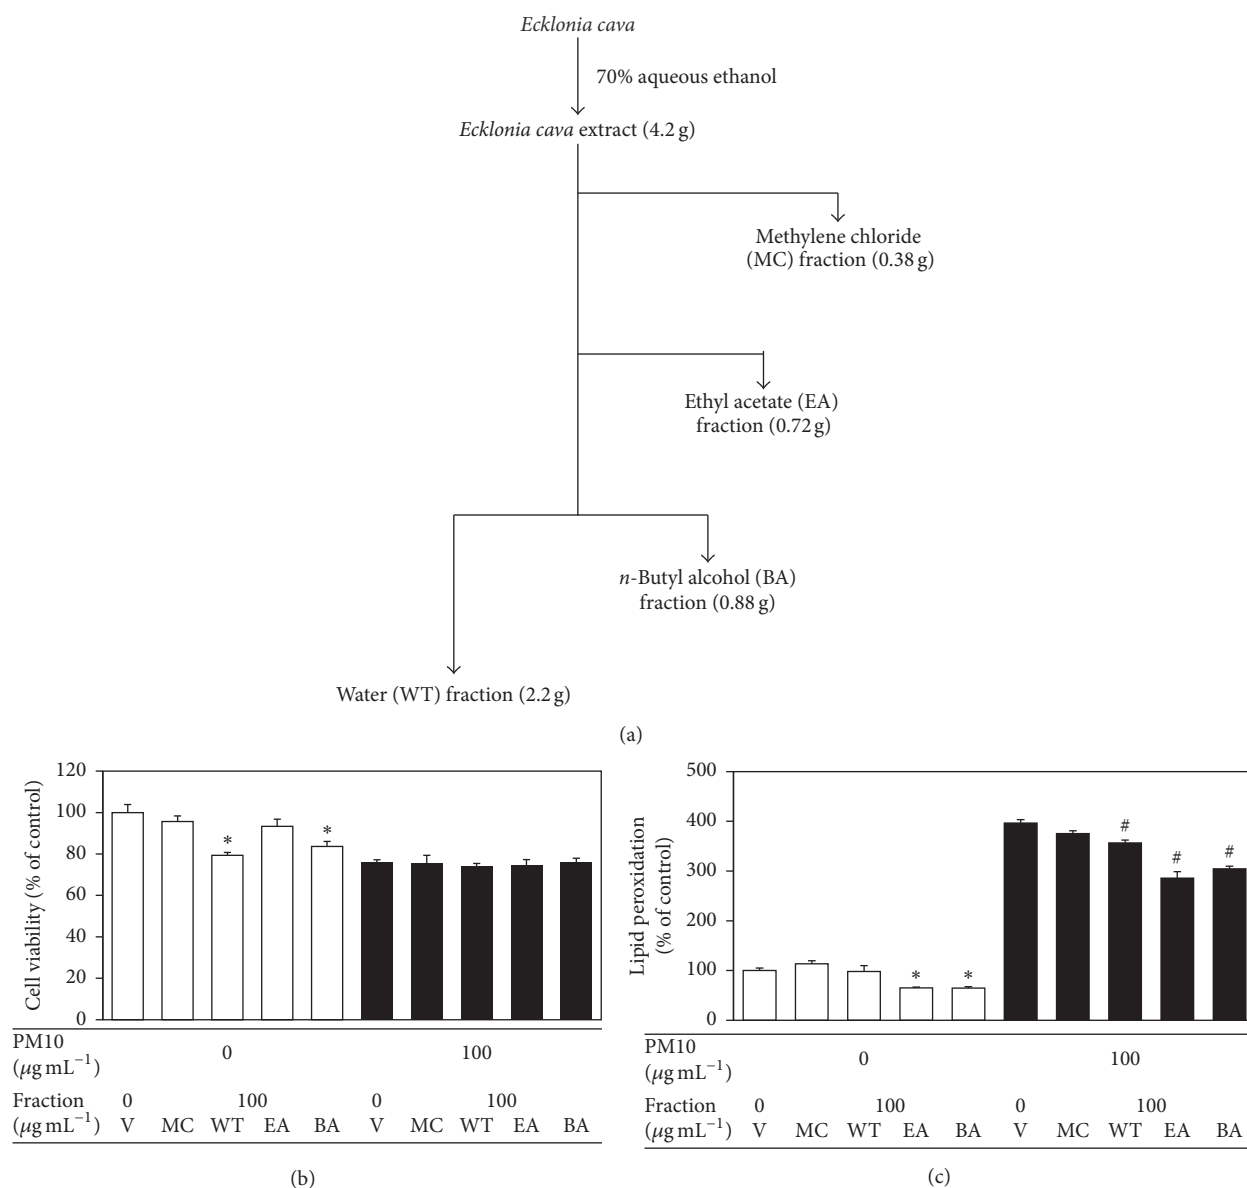 Ecklonia cava
70% aqueous ethanol
Ecklonia cava extract (4.2 g)
Methylene chloride
(MC) fraction (0.38 g)
Ethyl acetate (EA)
fraction (0.72 g)
n-Butyl alcohol (BA)
fraction (0.88 g)
Water (WT) fraction (2.2 g)
(a)
Cell viability (% of control)
120
100
80
60
40
20
0
* *
PM10
(μg mL⁻¹) 0 100
Fraction 0 100 0 100
(μg mL⁻¹) V MC WT EA BA V MC WT EA BA
(b)
Lipid peroxidation
(% of control)
500
400
300
200
100
0
* * # # #
PM10
(μg mL⁻¹) 0 100
Fraction 0 100 0 100
(μg mL⁻¹) V MC WT EA BA V MC WT EA BA
(c)